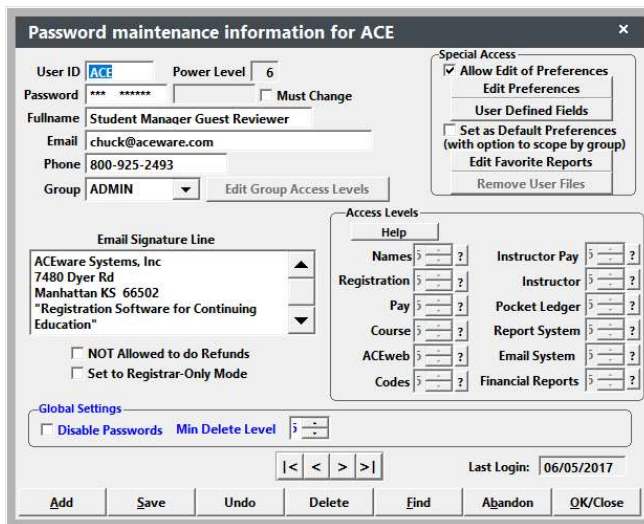 Password maintenance information for ACE ×
User ID ACE Power Level 6
Password *** ****** Must Change
Fullname Student Manager Guest Reviewer
Email chuck@aceware.com
Phone 800-925-2493
Group ADMIN Edit Group Access Levels
Special Access
Allow Edit of Preferences
Edit Preferences
User Defined Fields
Set as Default Preferences
(with option to scope by group)
Edit Favorite Reports
Remove User Files
Email Signature Line
ACEware Systems, Inc
7480 Dyer Rd
Manhattan KS 66502
"Registration Software for Continuing
Education"
NOT Allowed to do Refunds
Set to Registrar-Only Mode
Access Levels
Help
Names 5 ? Instructor Pay 5 ?
Registration 5 ? Instructor 5 ?
Pay 5 ? Pocket Ledger 5 ?
Course 5 ? Report System 5 ?
ACEweb 5 ? Email System 5 ?
Codes 5 ? Financial Reports 5 ?
Global Settings
Disable Passwords Min Delete Level 5
|< < > >| Last Login: 06/05/2017
Add Save Undo Delete Find Abandon OK/Close